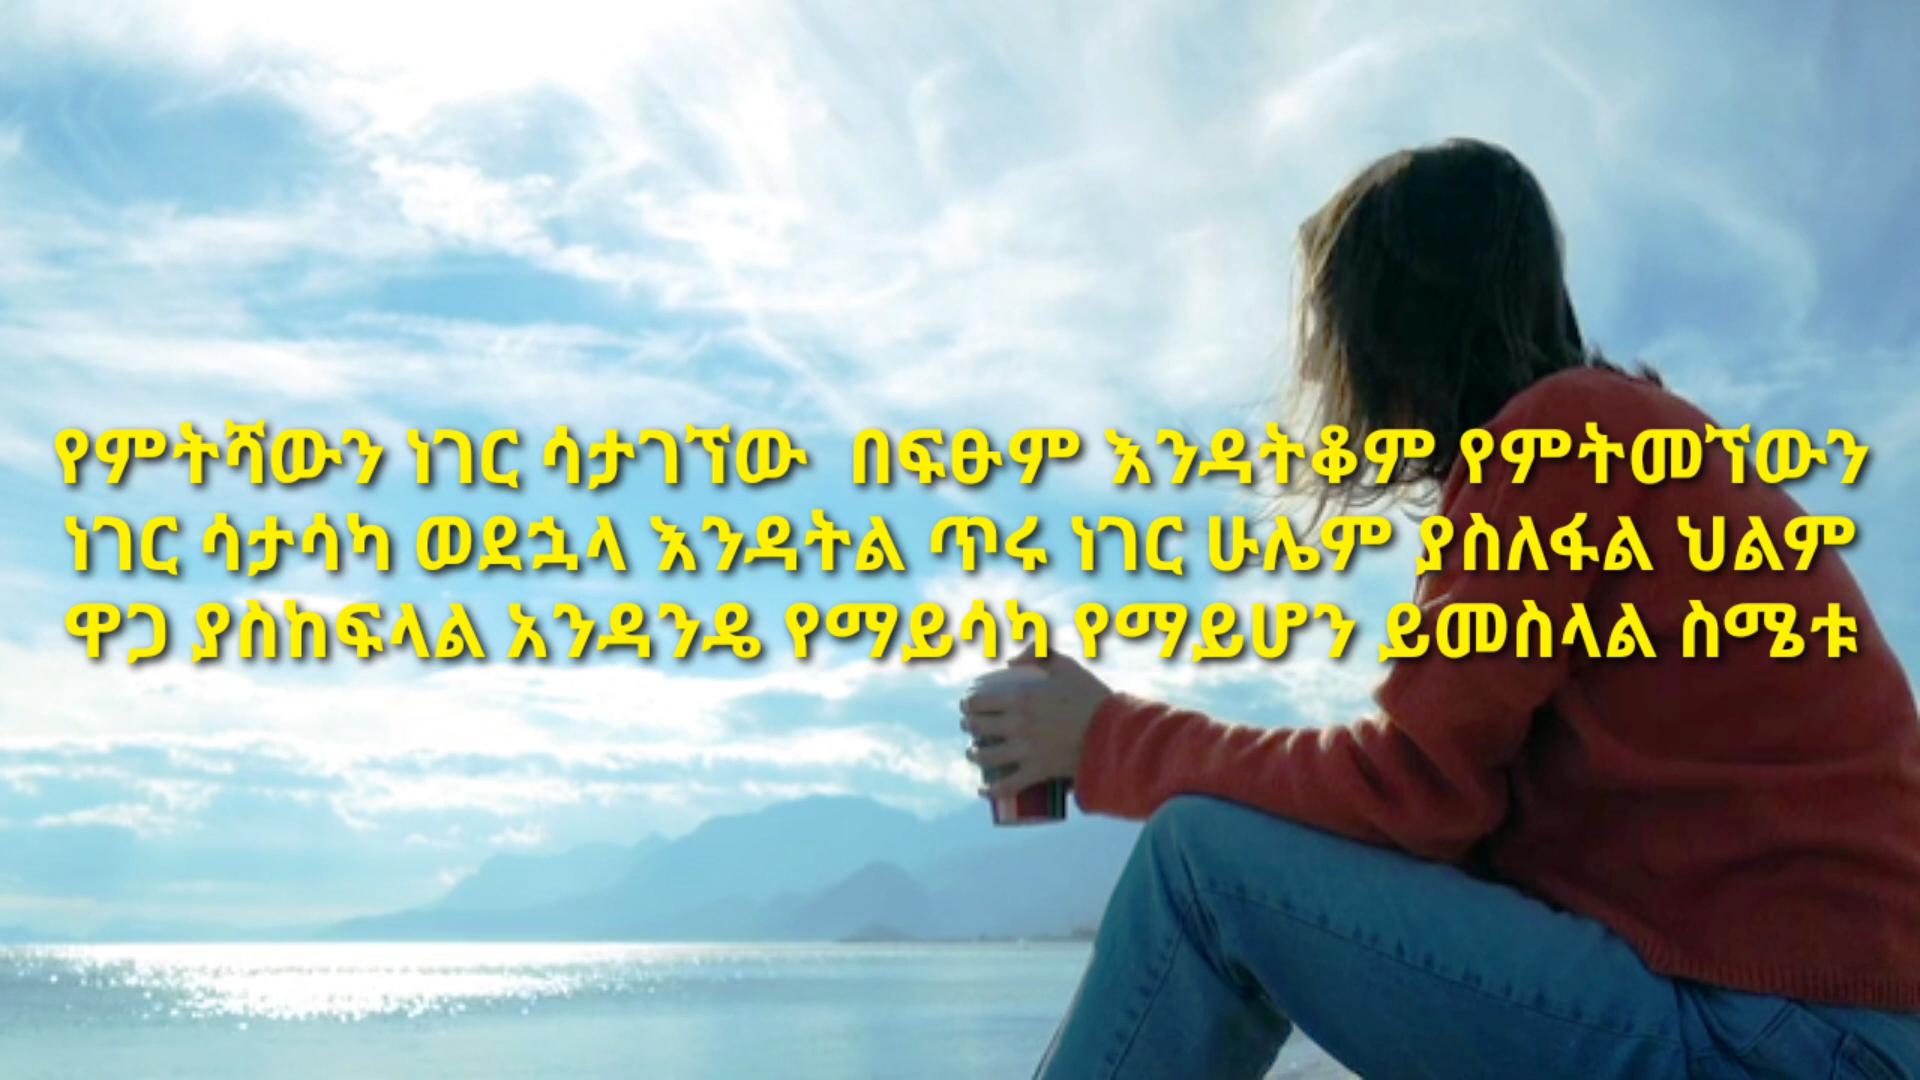 የምትሻውን ነገር ሳታገኘው በፍፁም እንዳትቆም የምትመኘውን
ነገር ሳታሳካ ወደኋላ እንዳትል ጥሩ ነገር ሁሌም ያስለፋል ህልም
ዋጋ ያስከፍላል አንዳንዴ የማይሳካ የማይሆን ይመስላል ስሜቱ